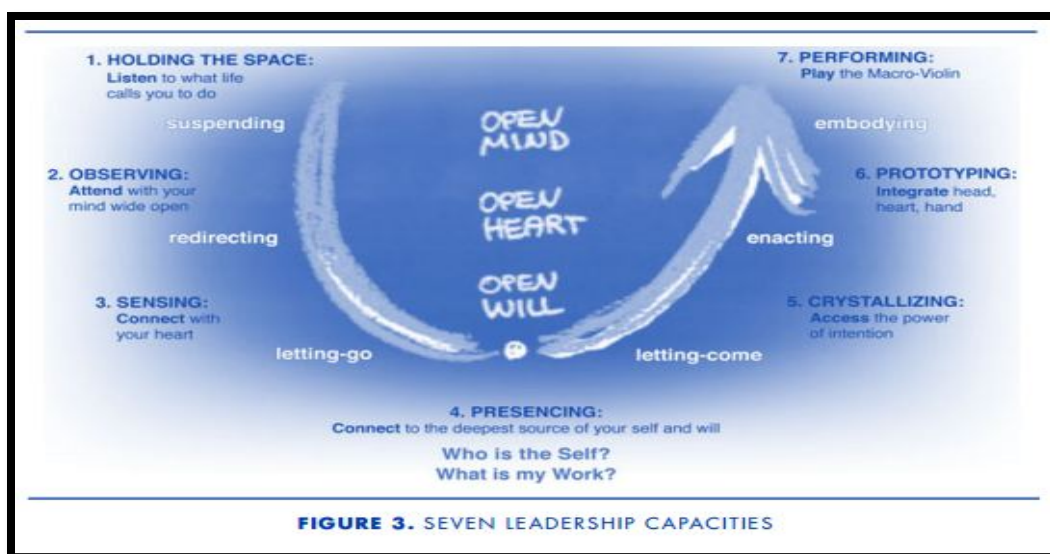 1. HOLDING THE SPACE:
Listen to what life
calls you to do
suspending
2. OBSERVING:
Attend with your
mind wide open
redirecting
3. SENSING:
Connect with
your heart
letting-go
OPEN
MIND
OPEN
HEART
OPEN
WILL
4. PRESENCING:
Connect to the deepest source of your self and will
Who is the Self?
What is my Work?
letting-come
5. CRYSTALLIZING:
Access the power
of intention
enacting
6. PROTOTYPING:
Integrate head,
heart, hand
embodying
7. PERFORMING:
Play the Macro-Violin
FIGURE 3. SEVEN LEADERSHIP CAPACITIES